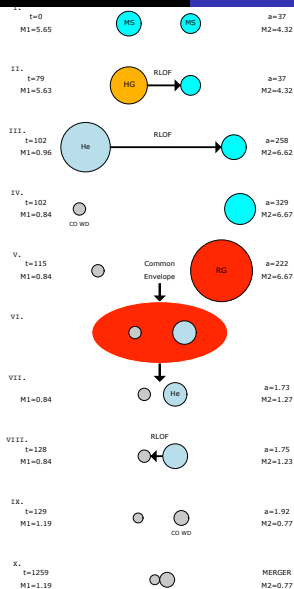 I.
t=0 MS MS a=37
M1=5.65 M2=4.32
II.
t=79 HG RLOF a=37
M1=5.63 M2=4.32
III.
t=102 He RLOF a=258
M1=0.96 M2=6.62
IV.
t=102 a=329
M1=0.84 M2=6.67
CO WD
V.
t=115 Common RG a=222
M1=0.84 Envelope M2=6.67
VI.
VII.
t=49 He a=1.73
M1=0.84 M2=1.27
VIII.
t=128 RLOF a=1.75
M1=0.84 M2=1.23
IX.
t=129 a=1.92
M1=1.19 M2=0.77
CO WD
X.
t=1259 MERGER
M1=1.19 M2=0.77